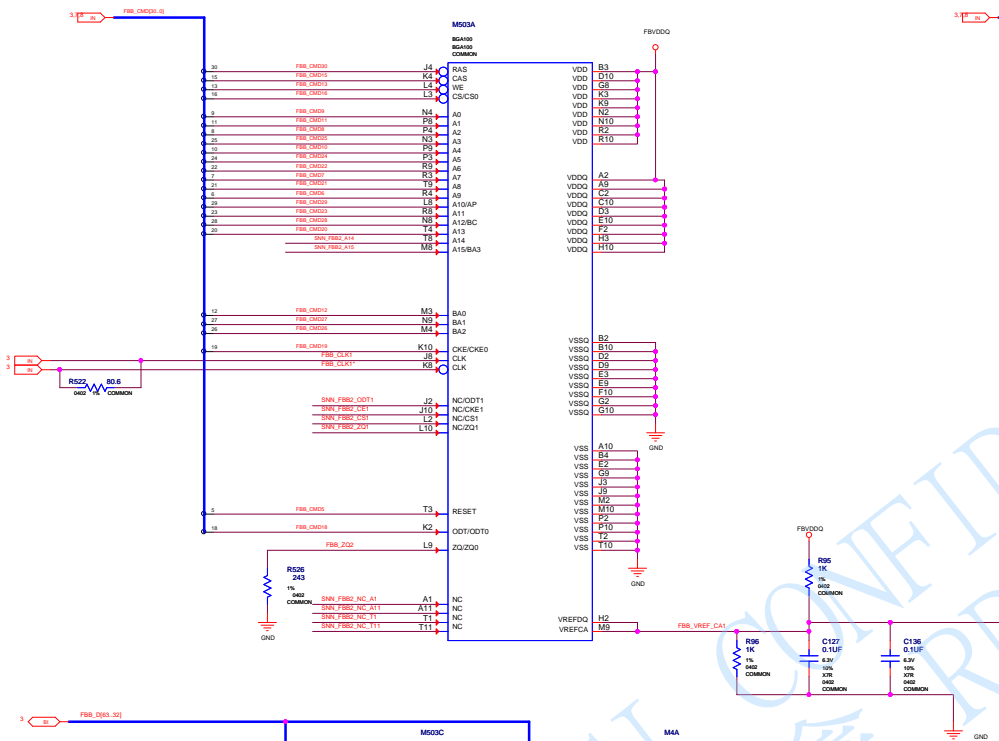 3,7,8 IN FBB_CMD[30..0]
3,7,8 IN
M503A
BGA100
BGA100
COMMON
FBVDDQ
30 FBB_CMD30 J4 RAS VDD B3
15 FBB_CMD15 K4 CAS VDD D10
13 FBB_CMD13 L4 WE VDD G8
16 FBB_CMD16 L3 CS/CS0 VDD K3
VDD K9
9 FBB_CMD9 N4 A0 VDD N2
11 FBB_CMD11 P8 A1 VDD N10
8 FBB_CMD8 P4 A2 VDD R2
25 FBB_CMD25 N3 A3 VDD R10
10 FBB_CMD10 P9 A4
24 FBB_CMD24 P3 A5
22 FBB_CMD22 R9 A6
7 FBB_CMD7 R3 A7 VDDQ A2
21 FBB_CMD21 T9 A8 VDDQ A9
6 FBB_CMD6 R4 A9 VDDQ C2
29 FBB_CMD29 L8 A10/AP VDDQ C10
23 FBB_CMD23 R8 A11 VDDQ D3
28 FBB_CMD28 N8 A12/BC VDDQ E10
20 FBB_CMD20 T4 A13 VDDQ F2
SNN_FBB2_A14 T8 A14 VDDQ H3
SNN_FBB2_A15 M8 A15/BA3 VDDQ H10
12 FBB_CMD12 M3 BA0
27 FBB_CMD27 N9 BA1
26 FBB_CMD26 M4 BA2
VSSQ B2
19 FBB_CMD19 K10 CKE/CKE0 VSSQ B10
3 IN FBB_CLK1 J8 CLK VSSQ D2
3 IN FBB_CLK1* K8 CLK VSSQ D9
VSSQ E3
R522 80.6
0402 1% COMMON
VSSQ E9
VSSQ F10
SNN_FBB2_ODT1 J2 NC/ODT1 VSSQ G2
SNN_FBB2_CE1 J10 NC/CKE1 VSSQ G10
SNN_FBB2_CS1 L2 NC/CS1
SNN_FBB2_ZQ1 L10 NC/ZQ1
GND
VSS A10
VSS B4
VSS E2
VSS G9
VSS J3
VSS J9
VSS M2
5 FBB_CMD5 T3 RESET VSS M10
VSS P2
18 FBB_CMD18 K2 ODT/ODT0 VSS P10
VSS T2
FBB_ZQ2 L9 ZQ/ZQ0 VSS T10
GND
FBVDDQ
R95
1K
1%
0402
COMMON
R526
243
1%
0402
COMMON
GND
SNN_FBB2_NC_A1 A1 NC
SNN_FBB2_NC_A11 A11 NC
SNN_FBB2_NC_T1 T1 NC VREFDQ H2
SNN_FBB2_NC_T11 T11 NC VREFCA M9 FBB_VREF_CA1
R96
1K
1%
0402
COMMON
C127
0.1UF
6.3V
10%
X7R
0402
COMMON
C136
0.1UF
6.3V
10%
X7R
0402
COMMON
GND
3 BI FBB_D[63..32]
M503C M4A
CONFID